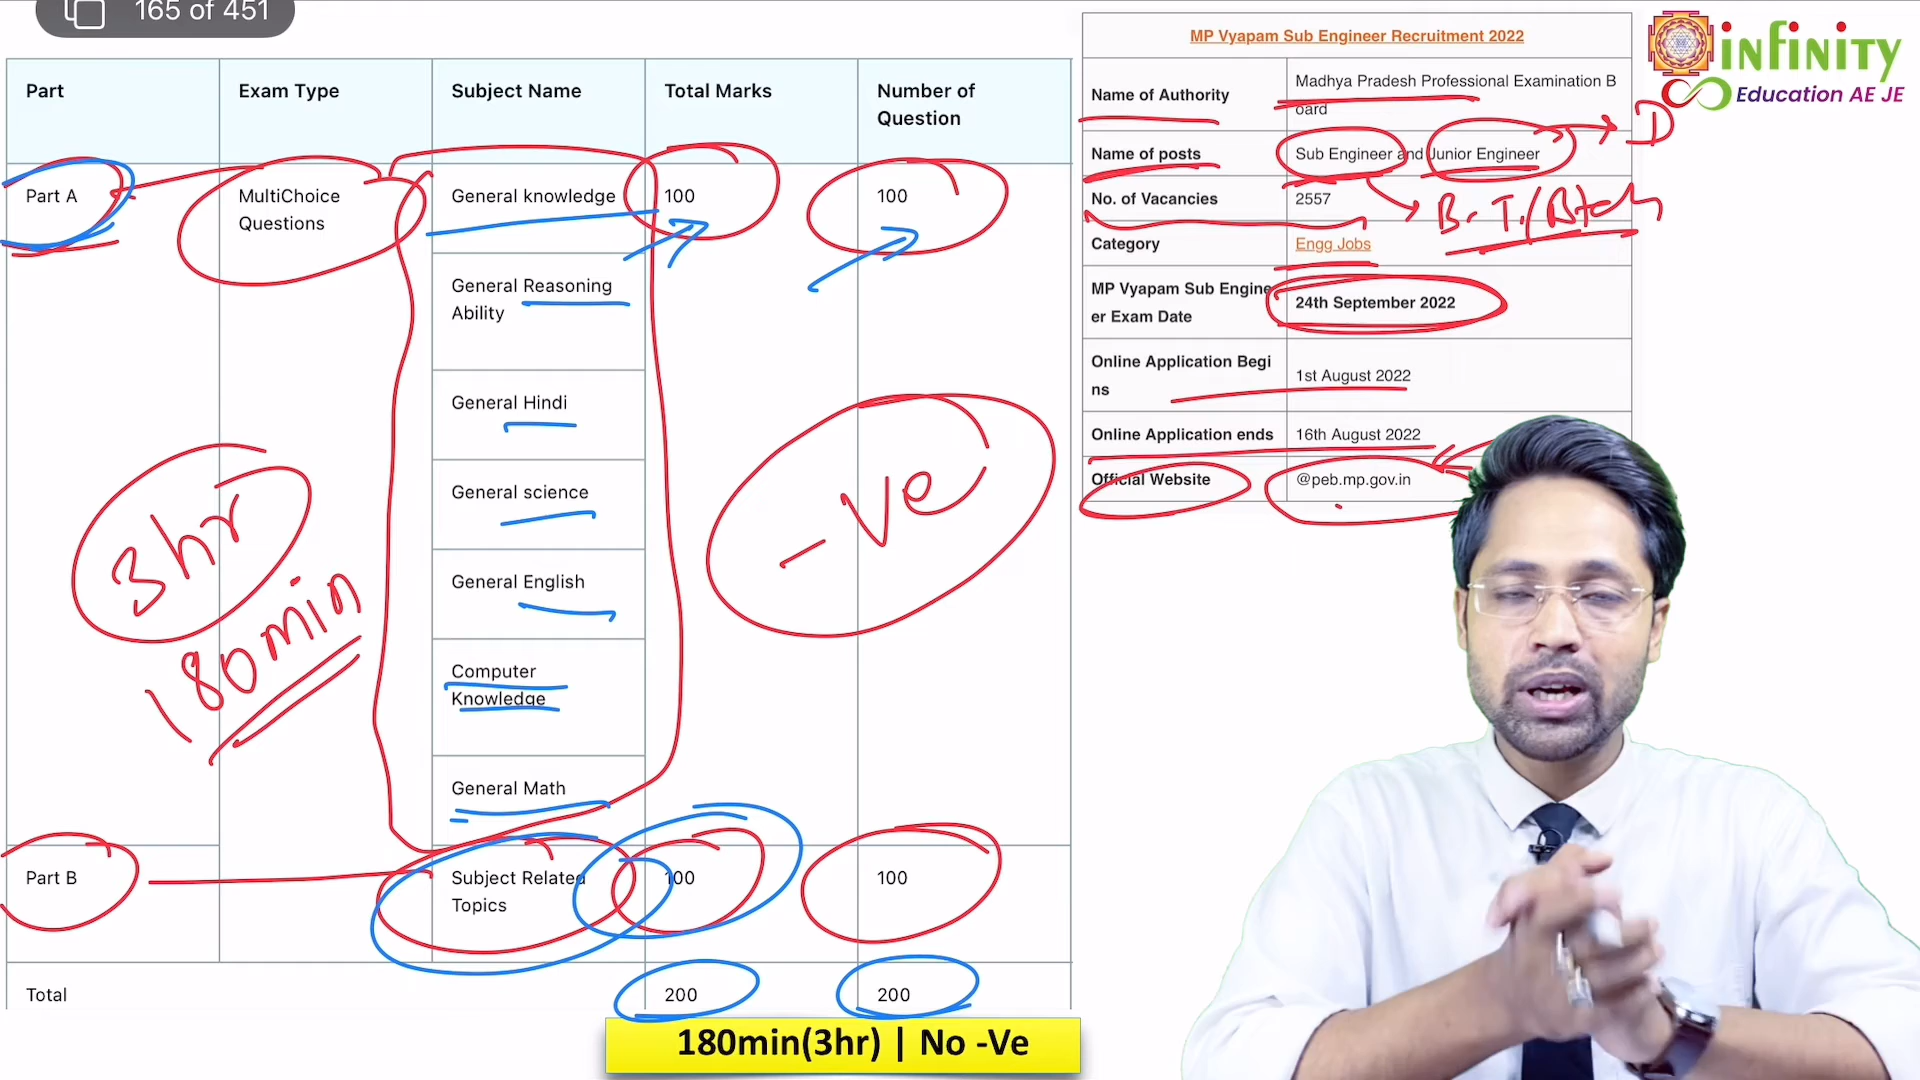 165 of 451
Part
Exam Type
Subject Name
Total Marks
Number of
Question
Part A
MultiChoice
Questions
General knowledge
100
100
General Reasoning
Ability
General Hindi
General science
General English
Computer
Knowledge
General Math
Part B
Subject Related
Topics
100
100
Total
200
200
3hr
180min
-ve
180min(3hr) | No -Ve
MP Vyapam Sub Engineer Recruitment 2022
Name of Authority
Madhya Pradesh Professional Examination B
oard
Name of posts
Sub Engineer and Junior Engineer
No. of Vacancies
2557
Category
Engg Jobs
MP Vyapam Sub Engine
er Exam Date
24th September 2022
Online Application Begi
ns
1st August 2022
Online Application ends
16th August 2022
Official Website
@peb.mp.gov.in
D
B.T./Btch
infinity
Education AE JE